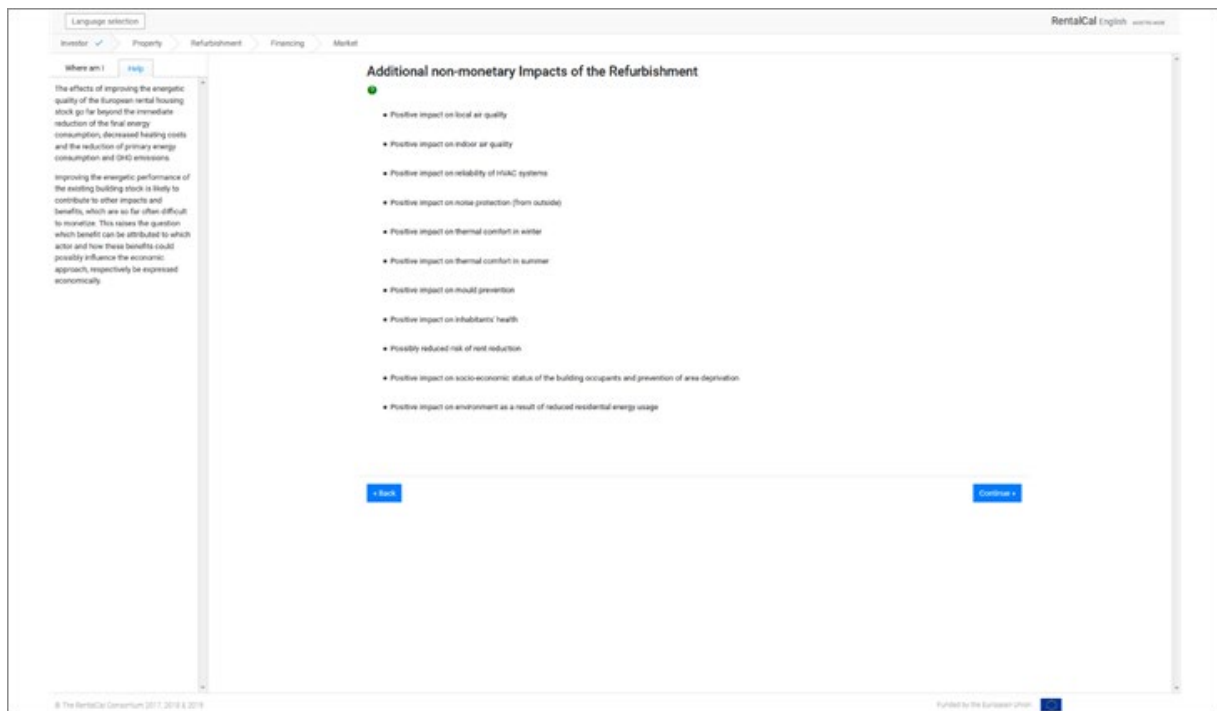 Language selection
RentalCal English
Investor ✓ Property Refurbishment Financing Market
Where am I Help
The effects of improving the energetic
quality of the European rental housing
stock go far beyond the immediate
reduction of the final energy
consumption, decreased heating costs
and the reduction of primary energy
consumption and GHG emissions.
Improving the energetic performance of
the existing building stock is likely to
contribute to other impacts and
benefits, which are so far often difficult
to monetize. This raises the question
which benefit can be attributed to which
actor and how these benefits could
possibly influence the economic
approach, respectively be expressed
economically.
Additional non-monetary Impacts of the Refurbishment
?
• Positive impact on local air quality
• Positive impact on indoor air quality
• Positive impact on reliability of HVAC systems
• Positive impact on noise protection (from outside)
• Positive impact on thermal comfort in winter
• Positive impact on thermal comfort in summer
• Positive impact on mould prevention
• Positive impact on inhabitants' health
• Possibly reduced risk of rent reduction
• Positive impact on socio-economic status of the building occupants and prevention of area deprivation
• Positive impact on environment as a result of reduced residential energy usage
« Back
Continue »
© The RentalCal Consortium 2017, 2018 & 2019
Funded by the European Union